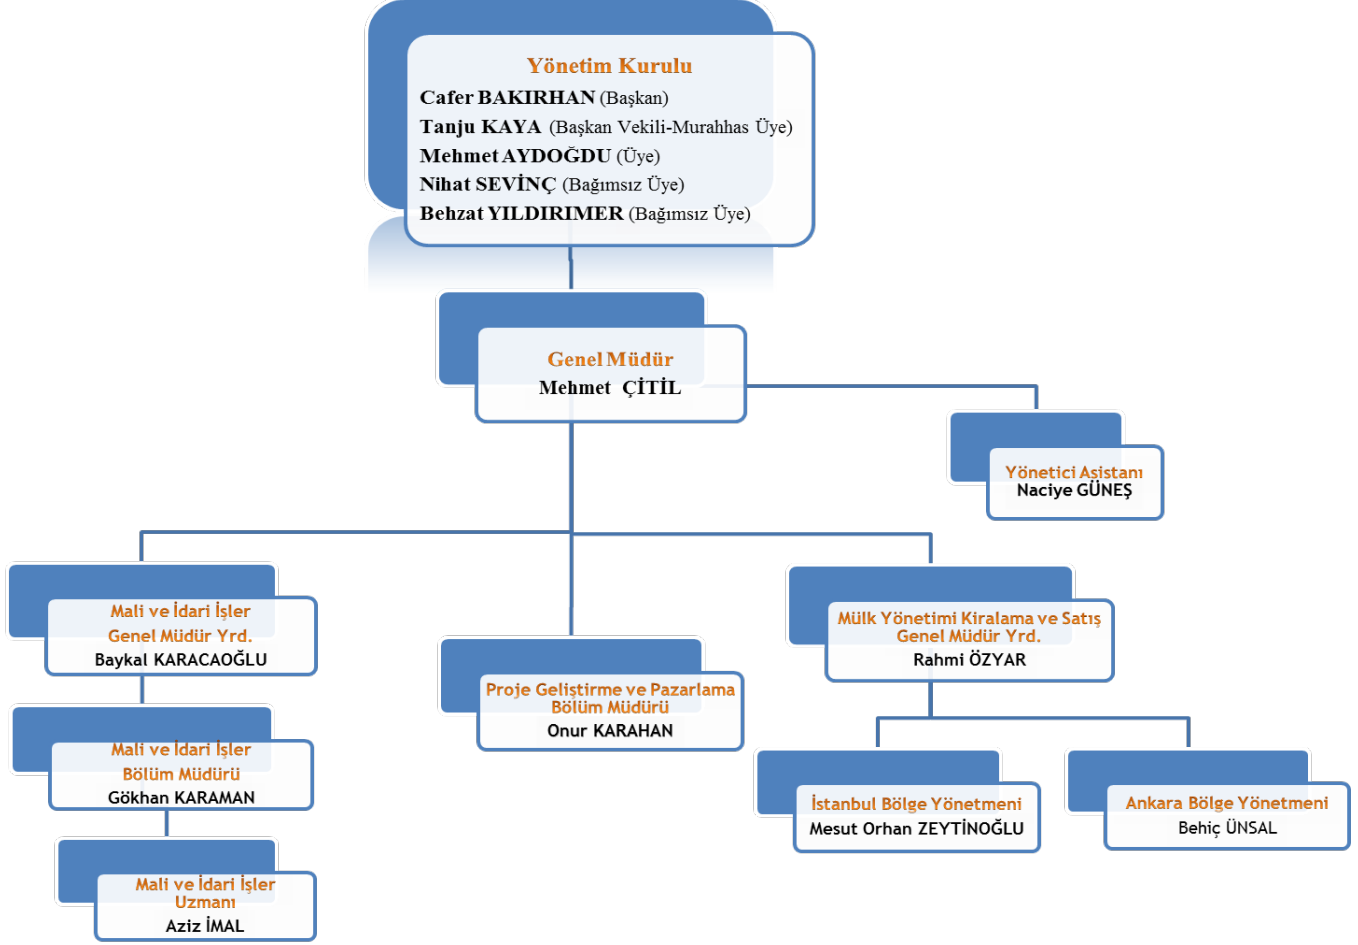 Yönetim Kurulu
Cafer BAKIRHAN (Başkan)
Tanju KAYA (Başkan Vekili-Murahhas Üye)
Mehmet AYDOĞDU (Üye)
Nihat SEVİNÇ (Bağımsız Üye)
Behzat YILDIRIMER (Bağımsız Üye)
Genel Müdür
Mehmet ÇİTİL
Yönetici Asistanı
Naciye GÜNEŞ
Mali ve İdari İşler
Genel Müdür Yrd.
Baykal KARACAOĞLU
Mali ve İdari İşler
Bölüm Müdürü
Gökhan KARAMAN
Mali ve İdari İşler
Uzmanı
Aziz İMAL
Proje Geliştirme ve Pazarlama
Bölüm Müdürü
Onur KARAHAN
Mülk Yönetimi Kiralama ve Satış
Genel Müdür Yrd.
Rahmi ÖZYAR
İstanbul Bölge Yönetmeni
Mesut Orhan ZEYTİNOĞLU
Ankara Bölge Yönetmeni
Behiç ÜNSAL